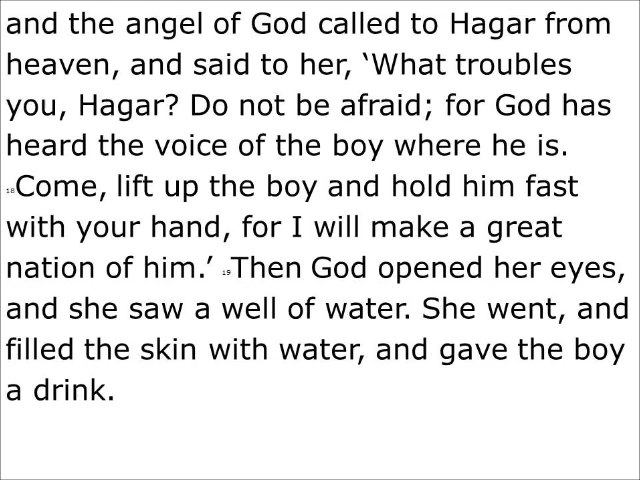 and the angel of God called to Hagar from
heaven, and said to her, ‘What troubles
you, Hagar? Do not be afraid; for God has
heard the voice of the boy where he is.
18Come, lift up the boy and hold him fast
with your hand, for I will make a great
nation of him.’ 19Then God opened her eyes,
and she saw a well of water. She went, and
filled the skin with water, and gave the boy
a drink.